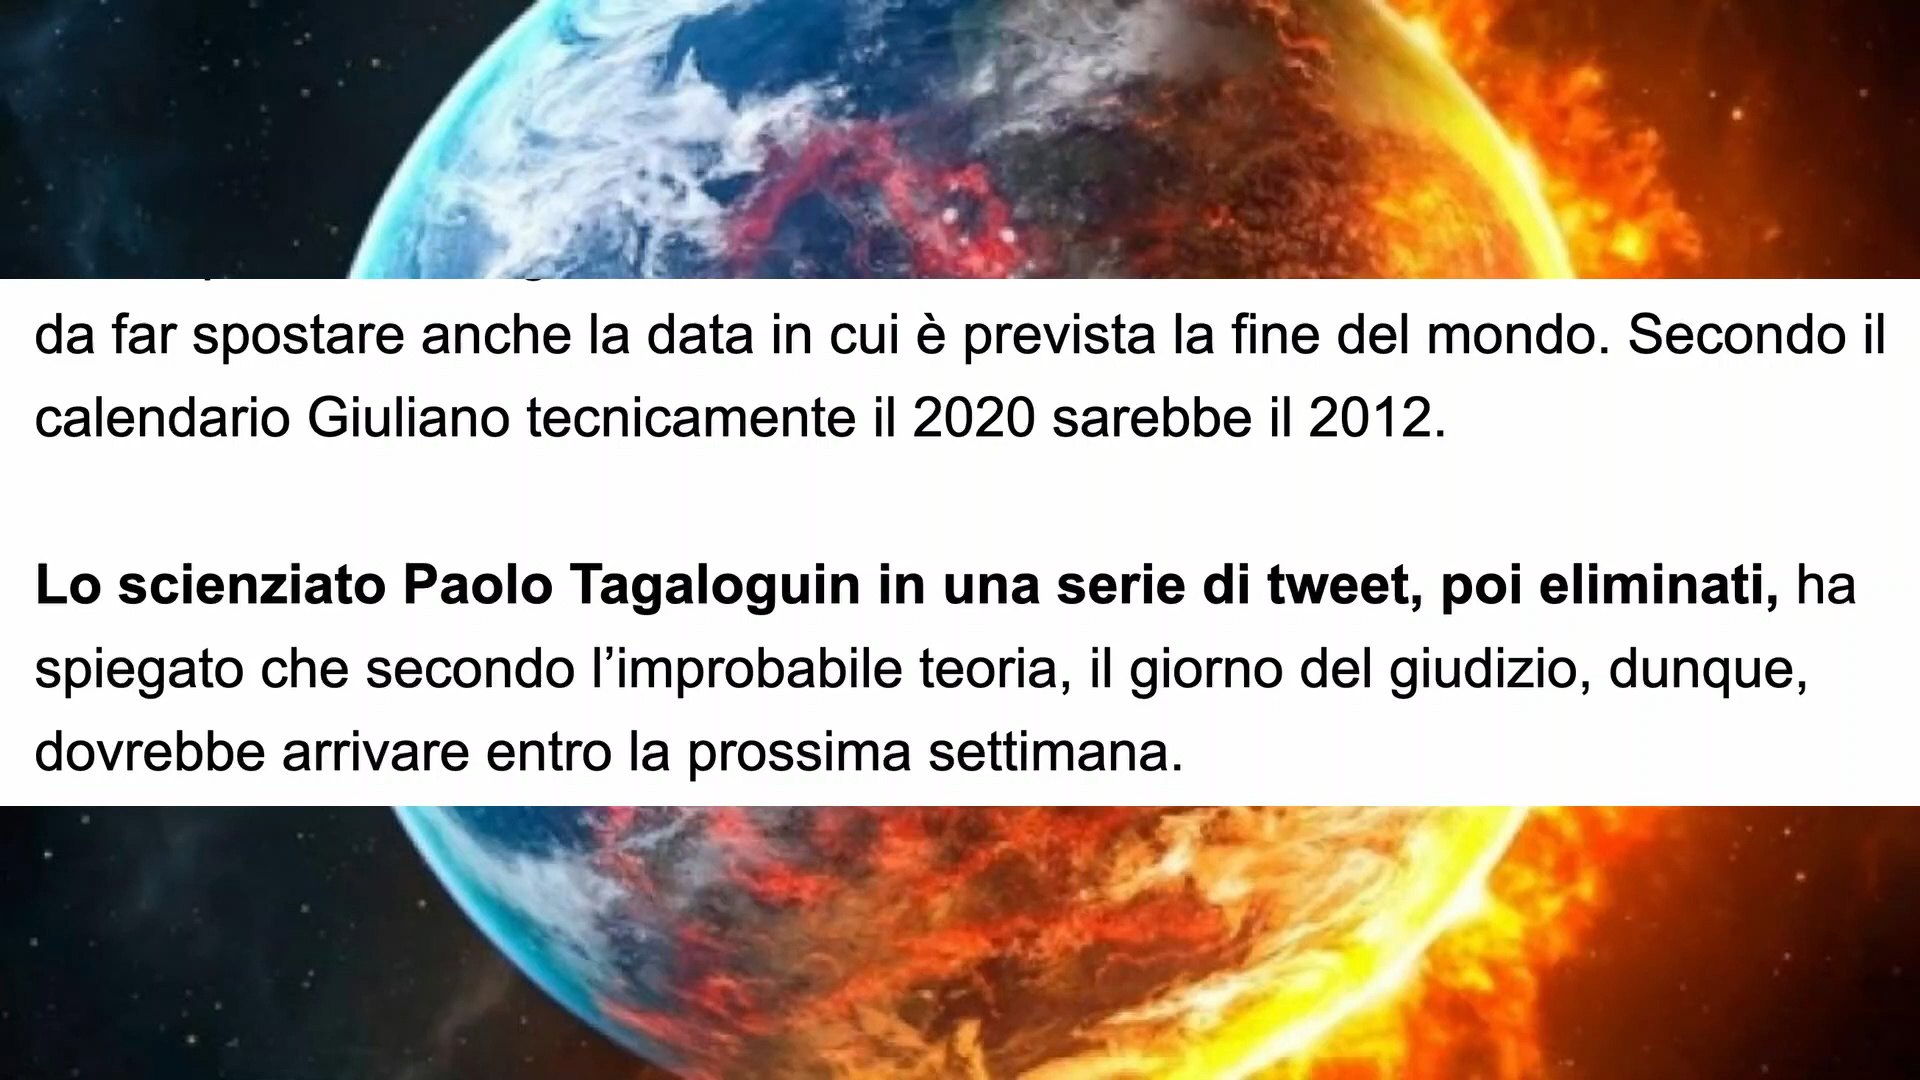 da far spostare anche la data in cui è prevista la fine del mondo. Secondo il
calendario Giuliano tecnicamente il 2020 sarebbe il 2012.
Lo scienziato Paolo Tagaloguin in una serie di tweet, poi eliminati, ha
spiegato che secondo l’improbabile teoria, il giorno del giudizio, dunque,
dovrebbe arrivare entro la prossima settimana.